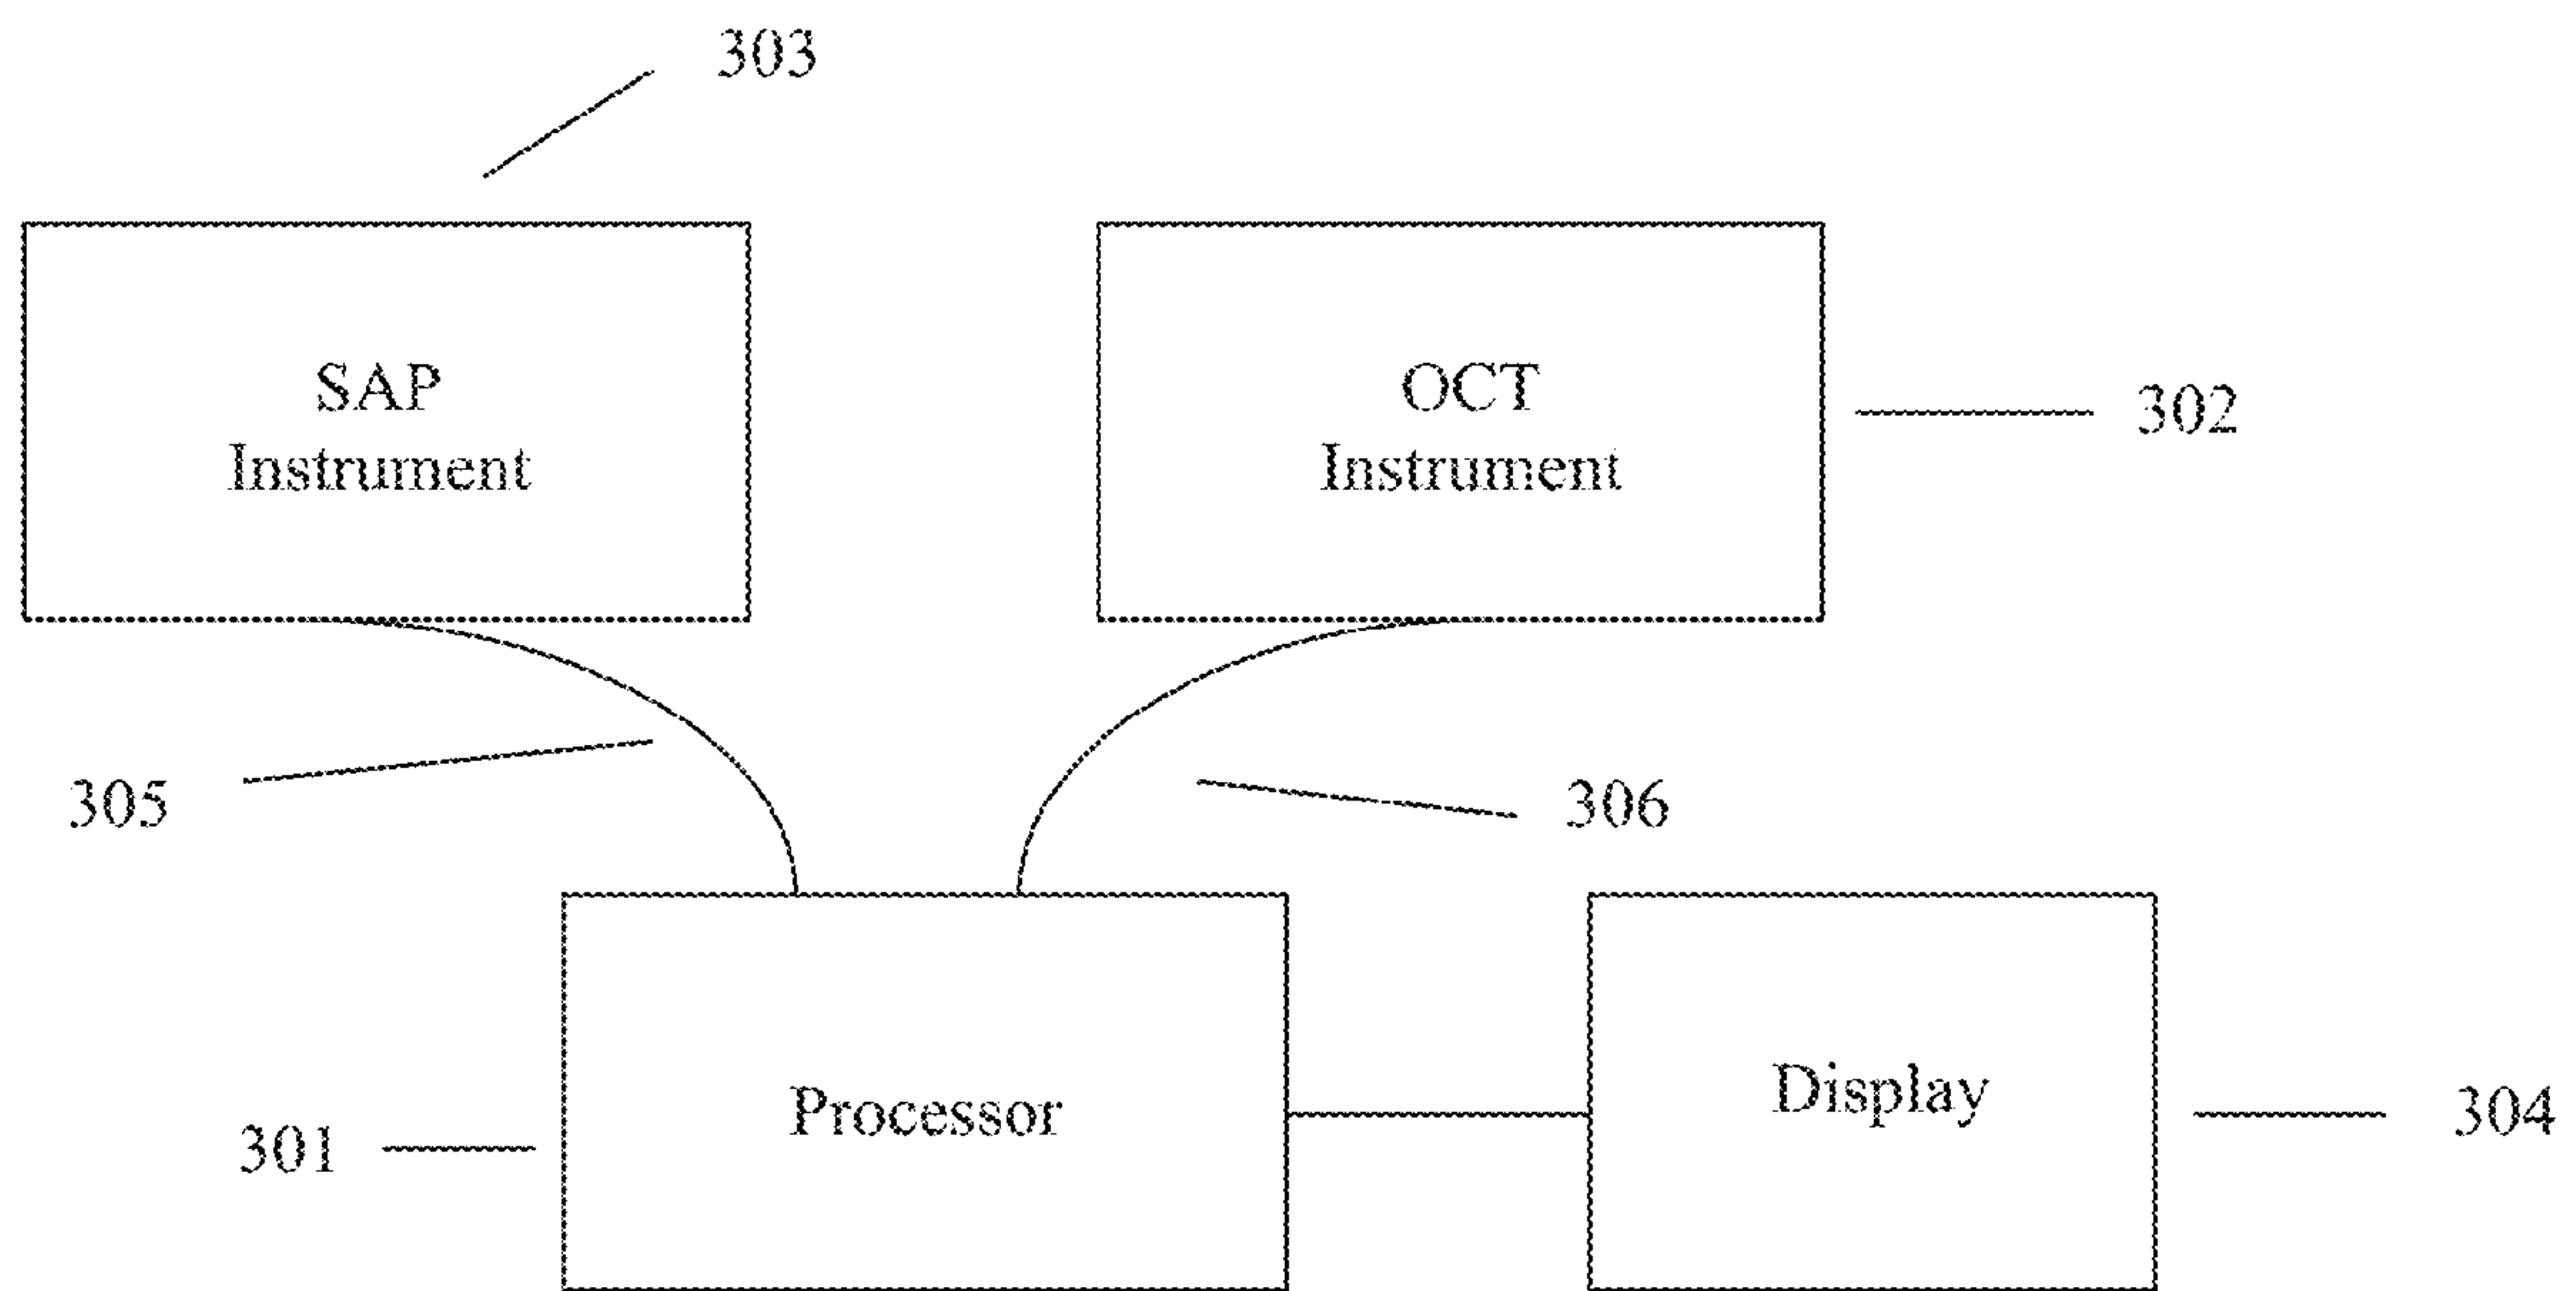 303
SAP
Instrument
OCT
Instrument
302
305
306
Processor
Display
301
304